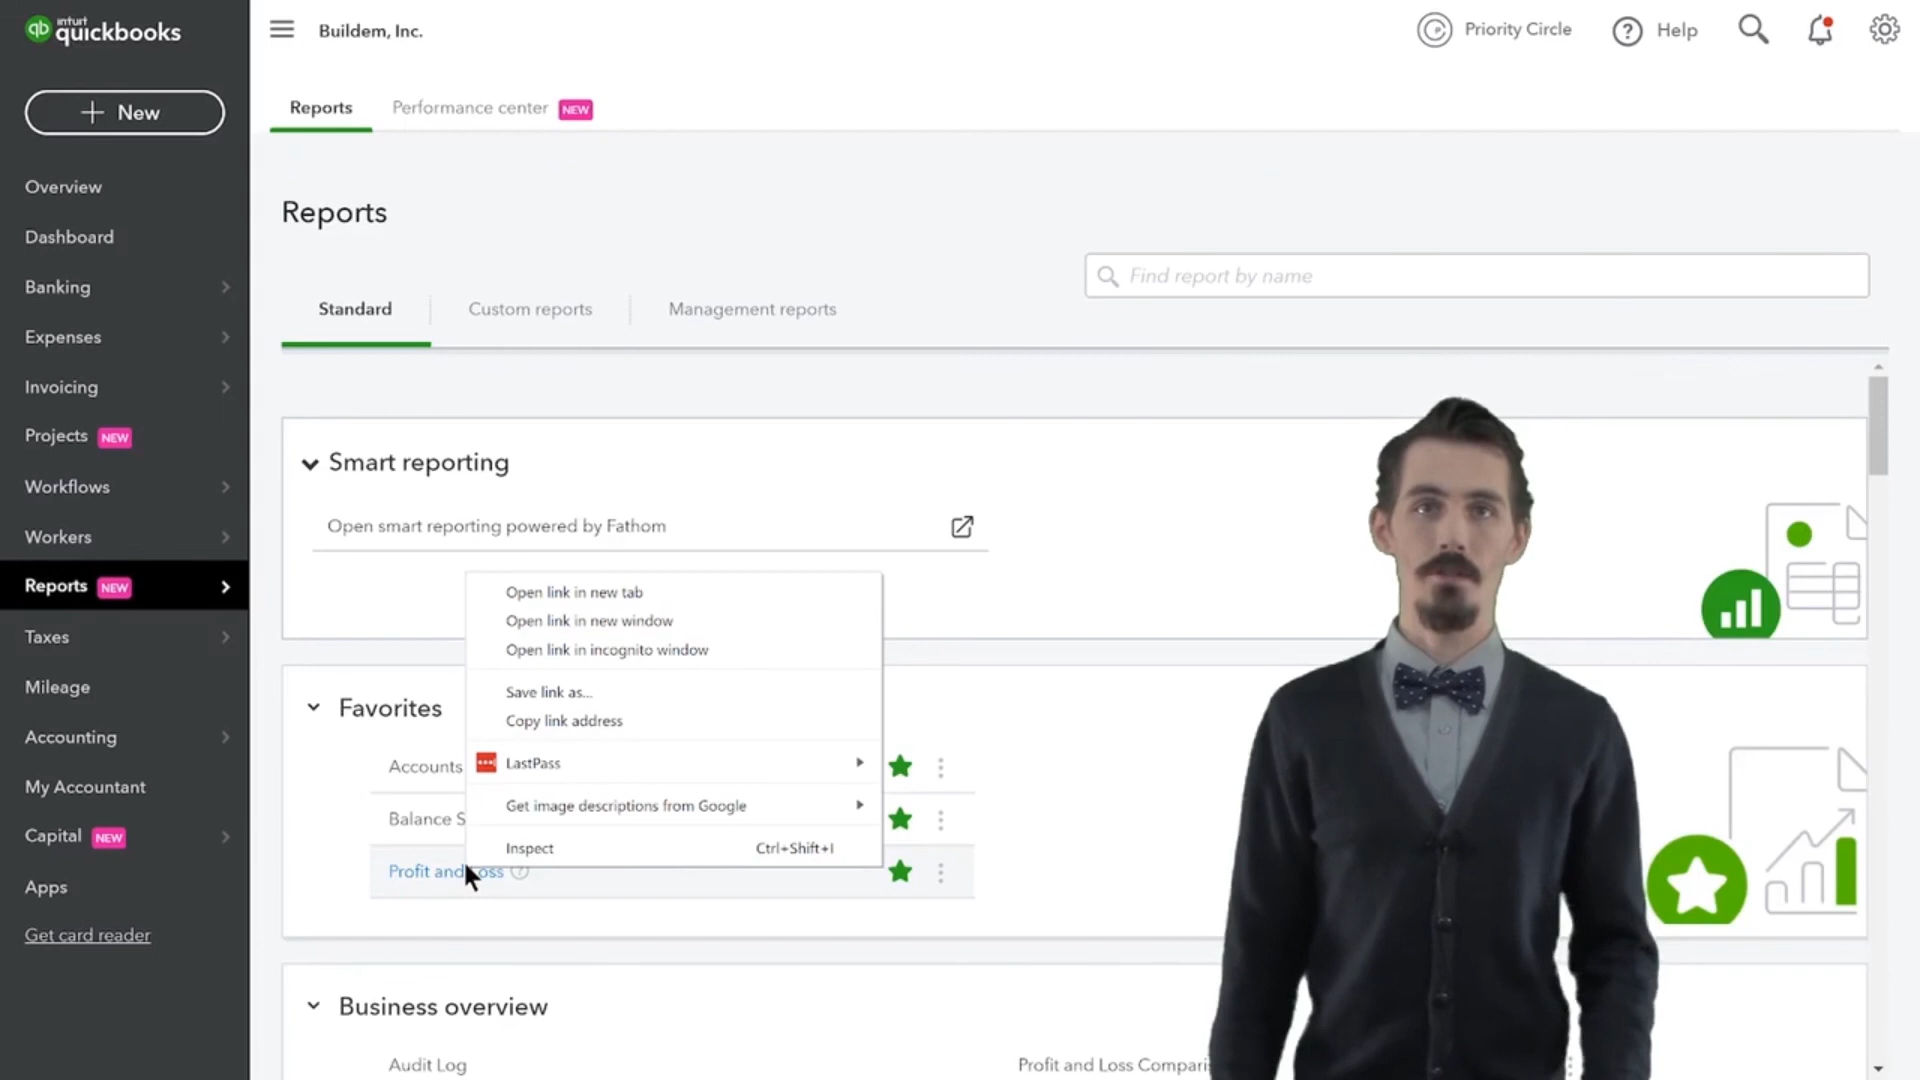 intuit
quickbooks
Buildem, Inc.
Priority Circle
Help
New
Reports
Performance center NEW
Overview
Dashboard
Banking
Expenses
Invoicing
Projects NEW
Workflows
Workers
Reports NEW
Taxes
Mileage
Accounting
My Accountant
Capital NEW
Apps
Get card reader
Reports
Find report by name
Standard
Custom reports
Management reports
Smart reporting
Open smart reporting powered by Fathom
Open link in new tab
Open link in new window
Open link in incognito window
Save link as...
Copy link address
LastPass
Get image descriptions from Google
Inspect Ctrl+Shift+I
Favorites
Accounts
Balance S
Profit and Loss
Business overview
Audit Log
Profit and Loss Compari